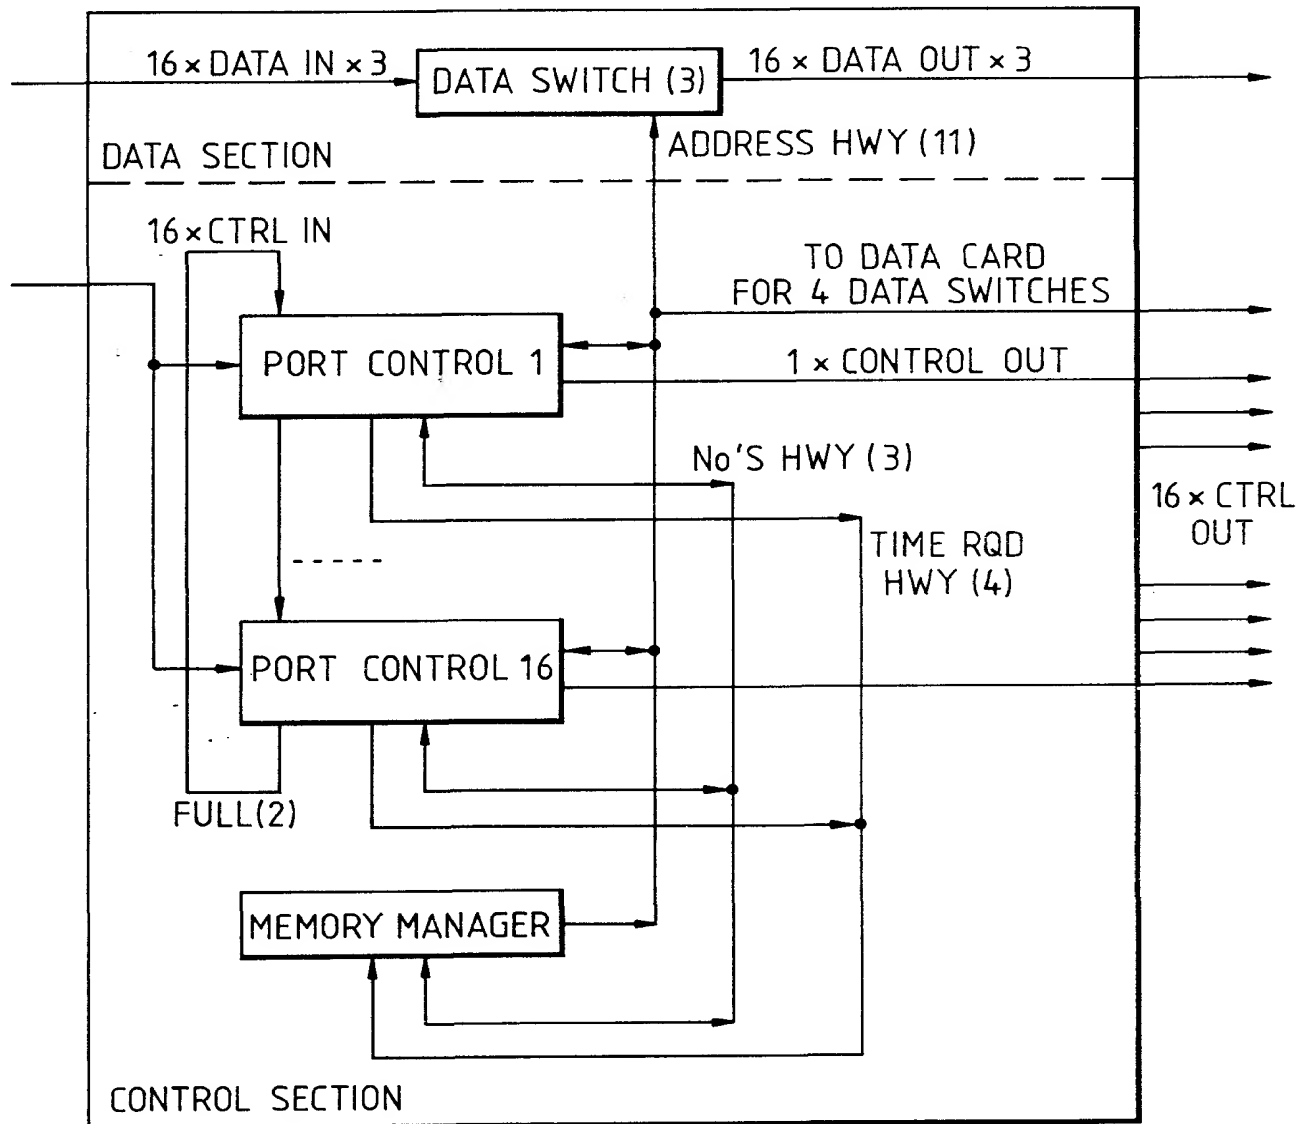 16×DATA IN ×3
DATA SWITCH (3)
16× DATA OUT ×3
ADDRESS HWY (11)
DATA SECTION
16×CTRL IN
TO DATA CARD
FOR 4 DATA SWITCHES
PORT CONTROL 1
1 × CONTROL OUT
No'S HWY (3)
16× CTRL
OUT
TIME RQD
HWY (4)
PORT CONTROL 16
FULL(2)
MEMORY MANAGER
CONTROL SECTION